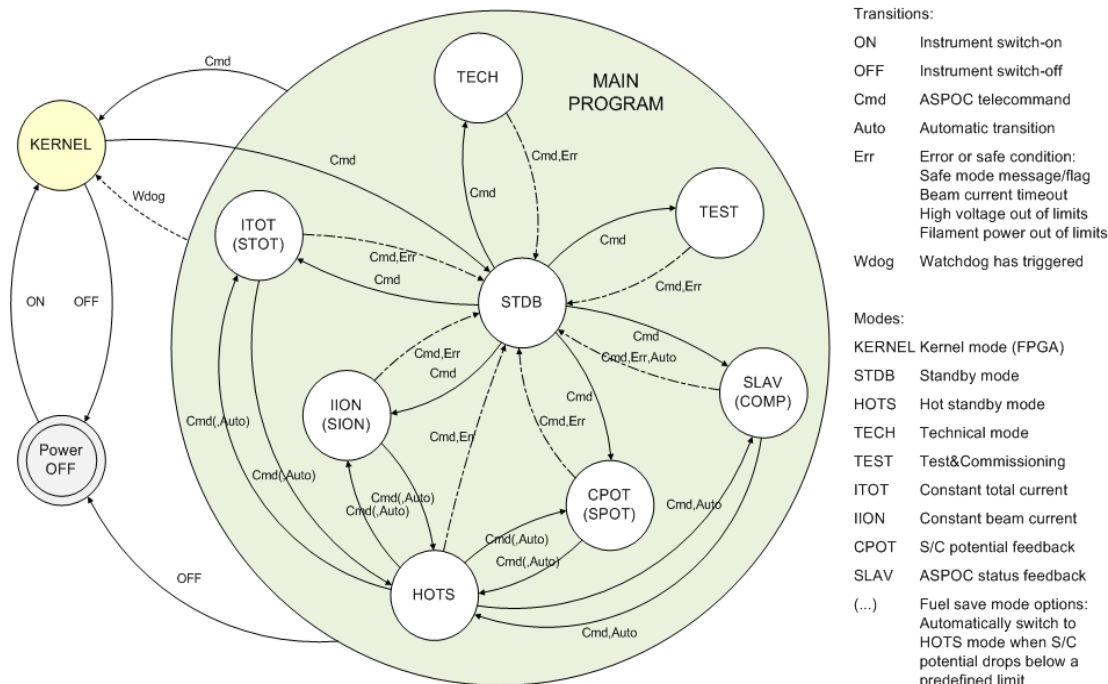 Cmd
KERNEL
Wdog
ON
OFF
Power
OFF
OFF
MAIN
PROGRAM
TECH
Cmd,Err
Cmd
Cmd
TEST
Cmd
Cmd,Err
ITOT
(STOT)
Cmd,Err
Cmd
STDB
Cmd
Cmd,Err,Auto
SLAV
(COMP)
Cmd,Err
Cmd
IION
(SION)
Cmd
Cmd,Err
Cmd,Err
Cmd(,Auto)
Cmd(,Auto)
Cmd(,Auto)
Cmd(,Auto)
CPOT
(SPOT)
Cmd,Auto
Cmd(,Auto)
Cmd(,Auto)
HOTS
Cmd,Auto
Transitions:
ON Instrument switch-on
OFF Instrument switch-off
Cmd ASPOC telecommand
Auto Automatic transition
Err Error or safe condition:
Safe mode message/flag
Beam current timeout
High voltage out of limits
Filament power out of limits
Wdog Watchdog has triggered
Modes:
KERNEL Kernel mode (FPGA)
STDB Standby mode
HOTS Hot standby mode
TECH Technical mode
TEST Test&Commissioning
ITOT Constant total current
IION Constant beam current
CPOT S/C potential feedback
SLAV ASPOC status feedback
(...) Fuel save mode options:
Automatically switch to
HOTS mode when S/C
potential drops below a
predefined limit